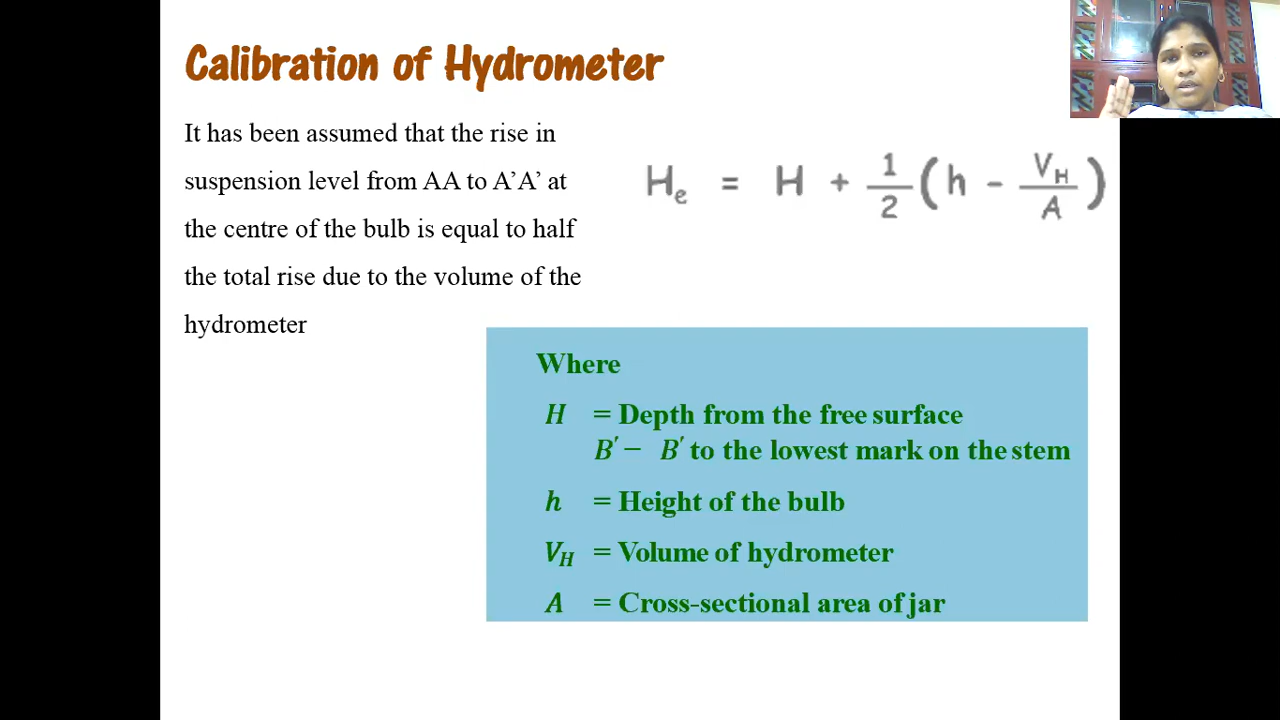 Calibration of Hydrometer
It has been assumed that the rise in
suspension level from AA to A’A’ at
the centre of the bulb is equal to half
the total rise due to the volume of the
hydrometer
H_e = H + 1/2 (h - V_H/A)
Where
H = Depth from the free surface
B′ − B′ to the lowest mark on the stem
h = Height of the bulb
V_H = Volume of hydrometer
A = Cross-sectional area of jar